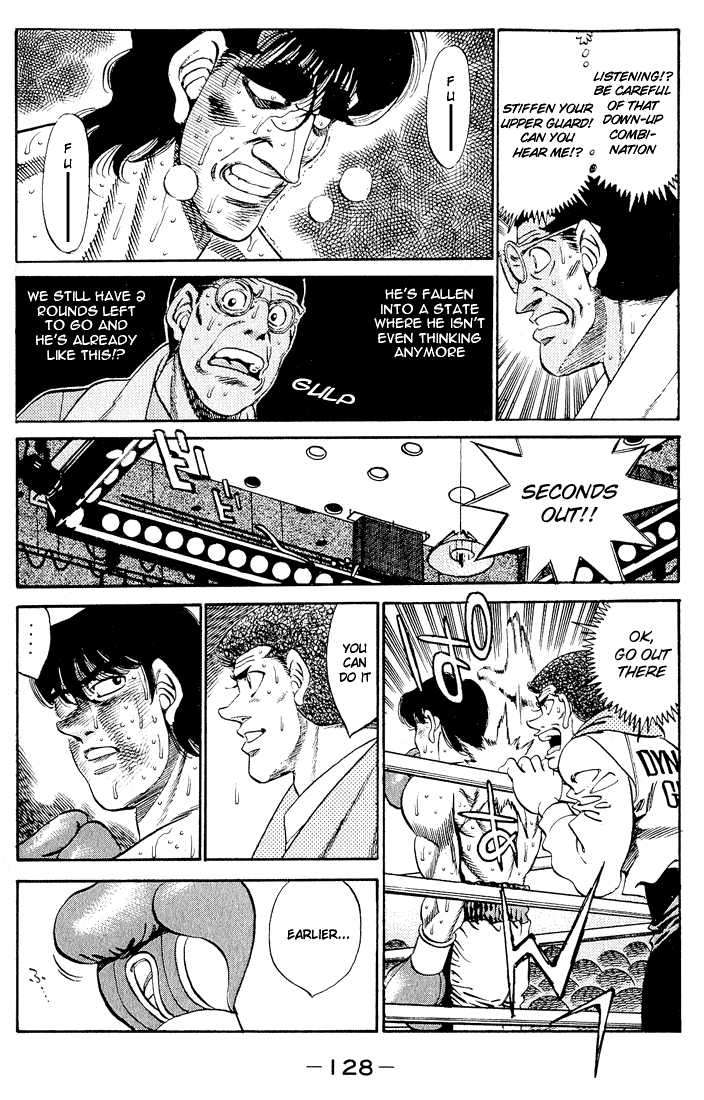 LISTENING!?
BE CAREFUL
OF THAT
DOWN-UP
COMBI-
NATION
STIFFEN YOUR
UPPER GUARD!
CAN YOU
HEAR ME!?
FU—
FU—
HE'S FALLEN
INTO A STATE
WHERE HE ISN'T
EVEN THINKING
ANYMORE
WE STILL HAVE 2
ROUNDS LEFT
TO GO AND
HE'S ALREADY
LIKE THIS!?
GULP
SECONDS
OUT!!
OK,
GO OUT
THERE
DYN
G
YOU
CAN
DO IT
....
EARLIER...
—128—